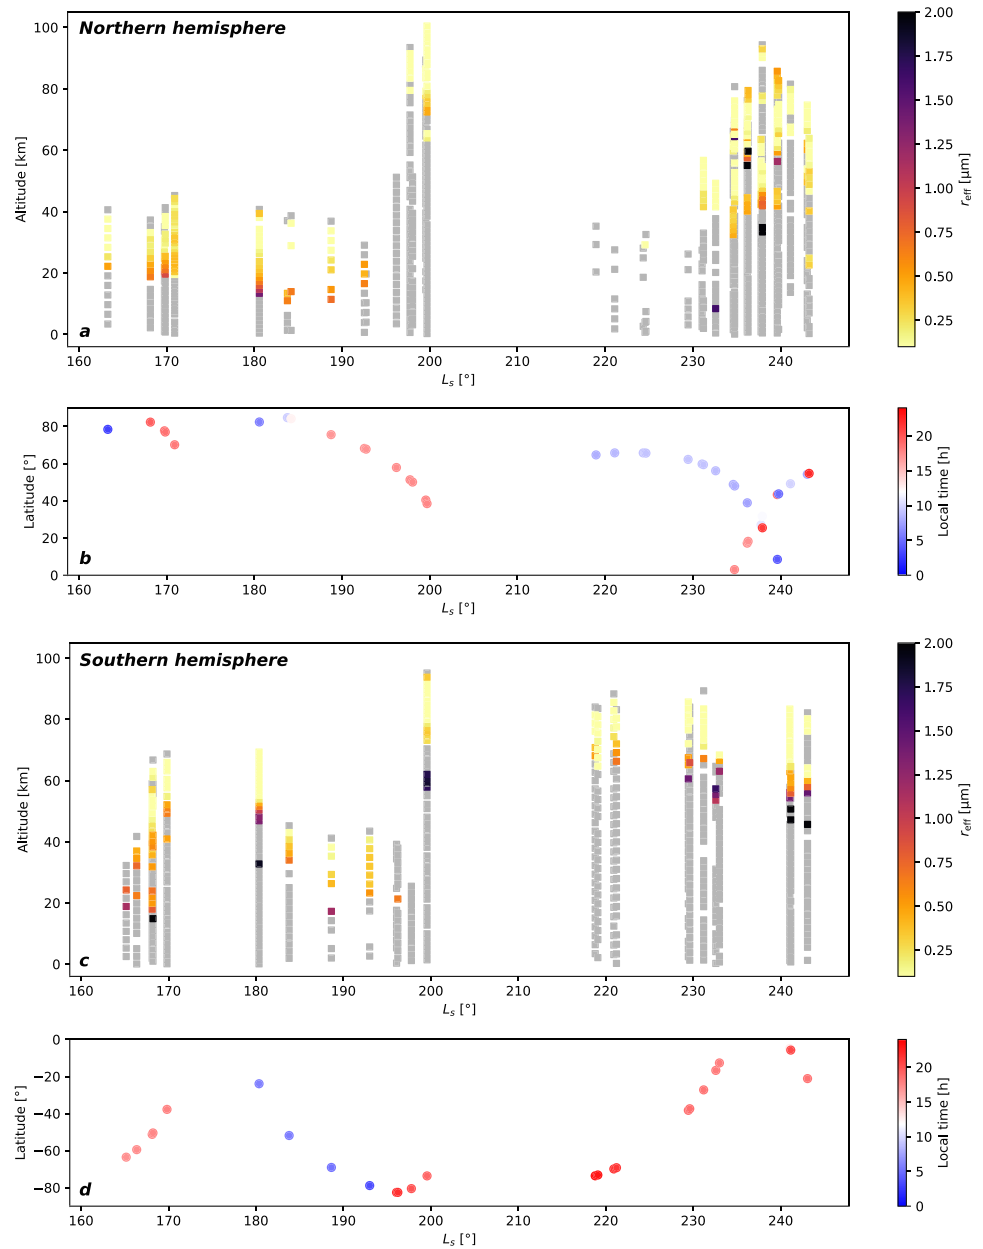 Northern hemisphere
100
80
60
40
20
0
Altitude [km]
a
160 170 180 190 200 210 220 230 240
Lₛ [°]
2.00
1.75
1.50
1.25
1.00
0.75
0.50
0.25
r_eff [μm]
80
60
40
20
0
Latitude [°]
b
160 170 180 190 200 210 220 230 240
Lₛ [°]
20
15
10
5
0
Local time [h]
Southern hemisphere
100
80
60
40
20
0
Altitude [km]
c
160 170 180 190 200 210 220 230 240
Lₛ [°]
2.00
1.75
1.50
1.25
1.00
0.75
0.50
0.25
r_eff [μm]
0
−20
−40
−60
−80
Latitude [°]
d
160 170 180 190 200 210 220 230 240
Lₛ [°]
20
15
10
5
0
Local time [h]